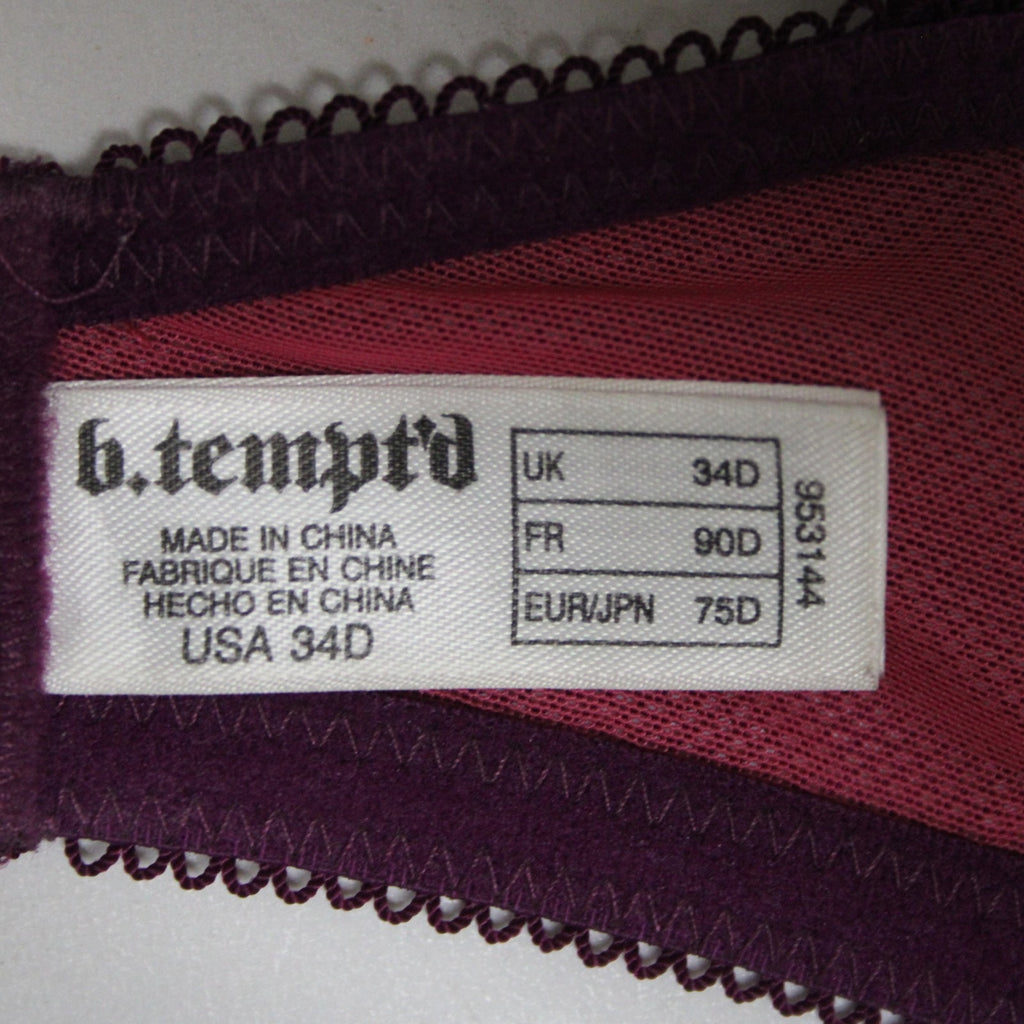 b.tempt'd
MADE IN CHINA
FABRIQUE EN CHINE
HECHO EN CHINA
USA 34D
UK 34D
FR 90D
EUR/JPN 75D
953144